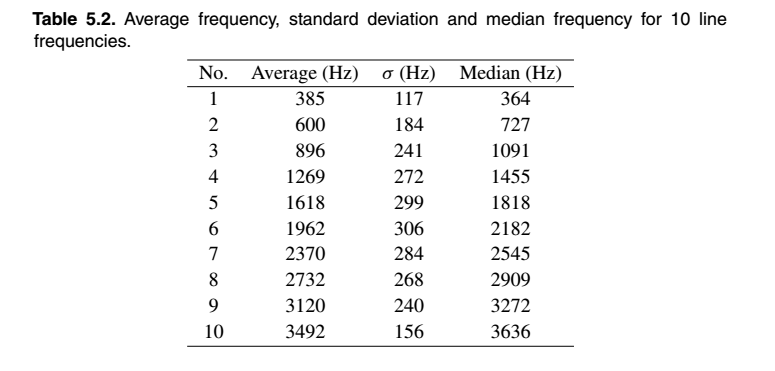 Table 5.2. Average frequency, standard deviation and median frequency for 10 line
frequencies.
No. Average (Hz) σ (Hz) Median (Hz)
1 385 117 364
2 600 184 727
3 896 241 1091
4 1269 272 1455
5 1618 299 1818
6 1962 306 2182
7 2370 284 2545
8 2732 268 2909
9 3120 240 3272
10 3492 156 3636